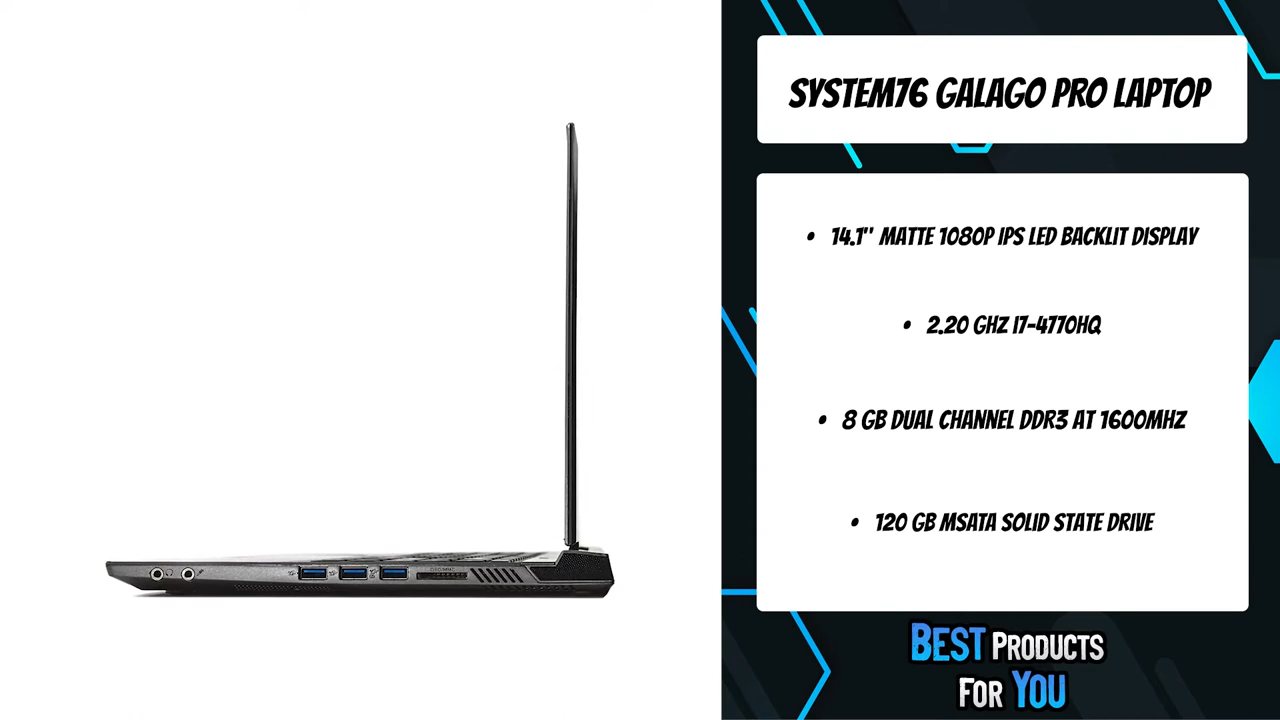 SYSTEM76 GALAGO PRO LAPTOP
• 14.1" MATTE 1080P IPS LED BACKLIT DISPLAY
• 2.20 GHZ I7-4770HQ
• 8 GB DUAL CHANNEL DDR3 AT 1600MHZ
• 120 GB MSATA SOLID STATE DRIVE
BEST PRODUCTS
FOR YOU